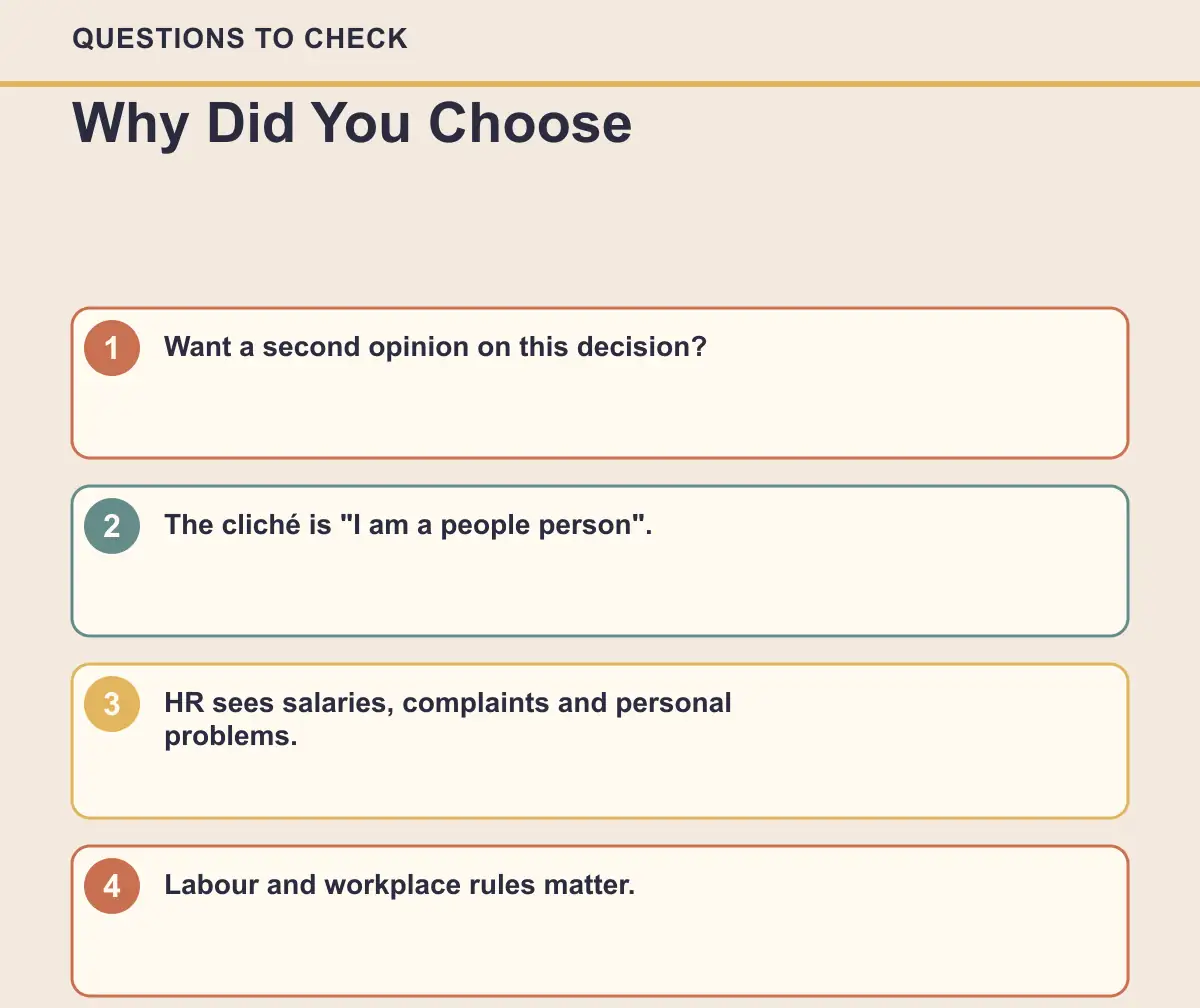 QUESTIONS TO CHECK
Why Did You Choose
1
Want a second opinion on this decision?
2
The cliché is "I am a people person".
3
HR sees salaries, complaints and personal
problems.
4
Labour and workplace rules matter.